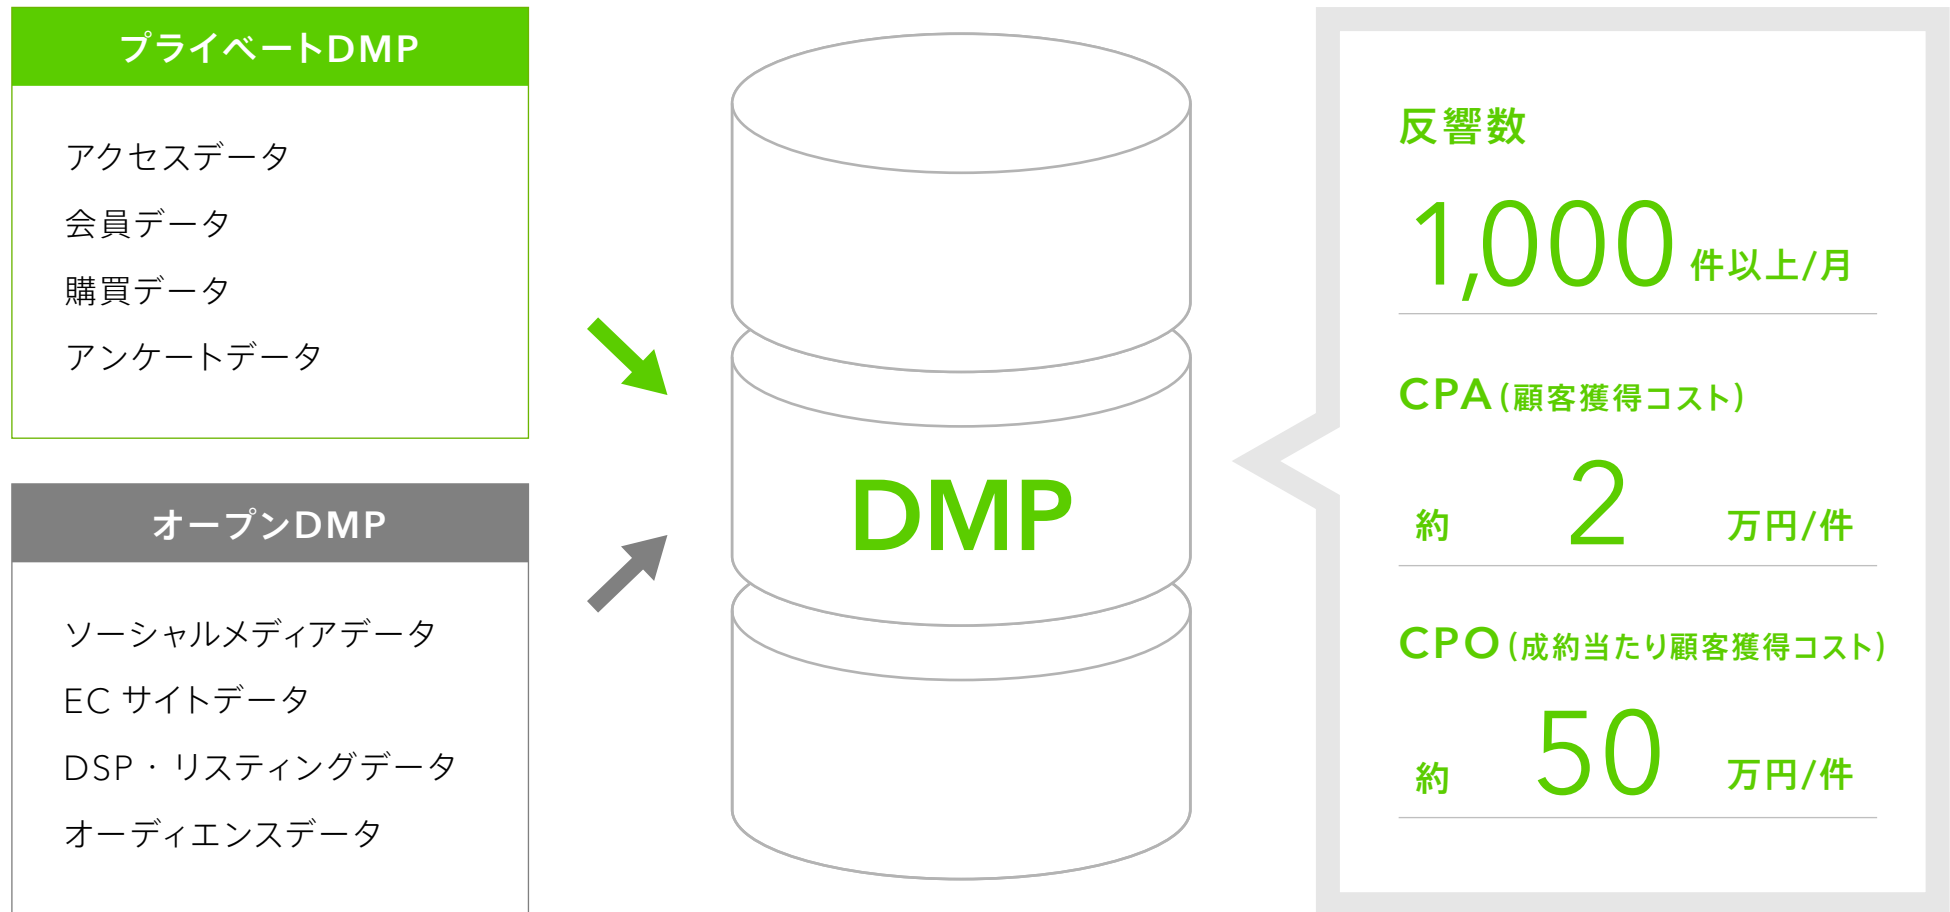 プライベートDMP
アクセスデータ
会員データ
購買データ
アンケートデータ
オープンDMP
ソーシャルメディアデータ
EC サイトデータ
DSP・リスティングデータ
オーディエンスデータ
DMP
反響数
1,000件以上/月
CPA(顧客獲得コスト)
約 2 万円/件
CPO(成約当たり顧客獲得コスト)
約 50 万円/件